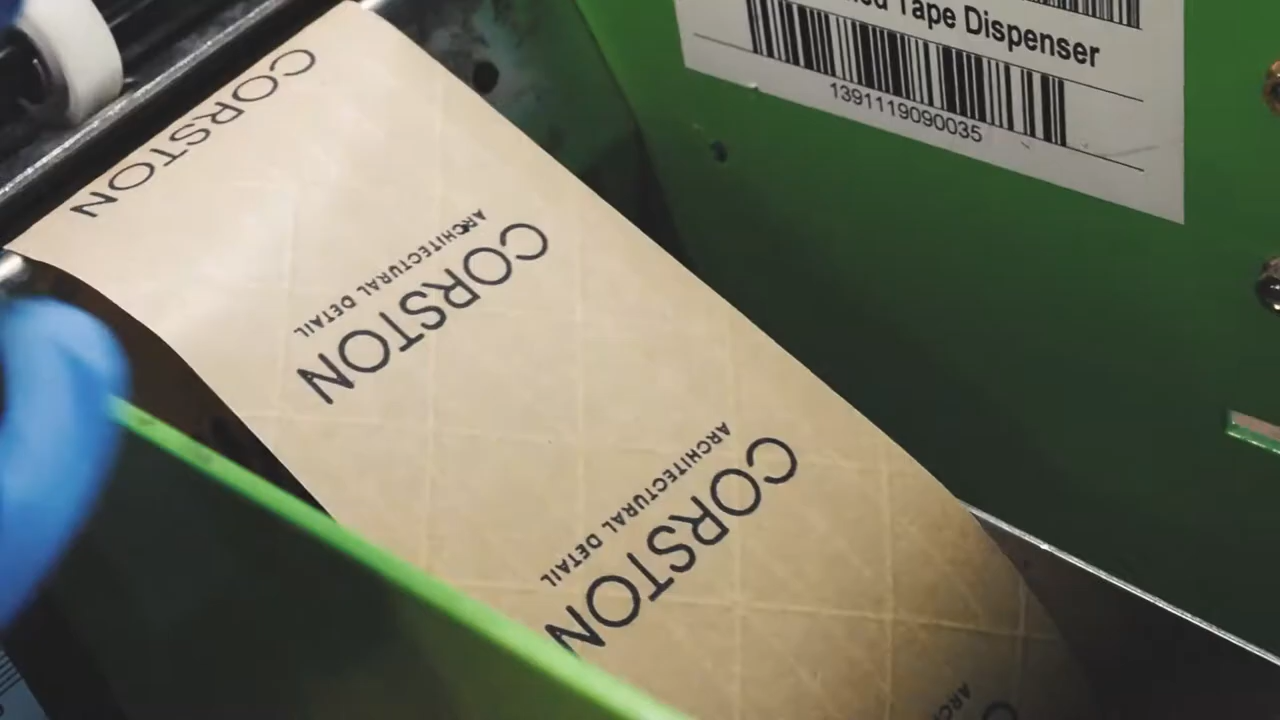 Tape Dispenser
1391119090035
CORSTON
CORSTON
ARCHITECTURAL DETAIL
CORSTON
ARCHITECTURAL DETAIL